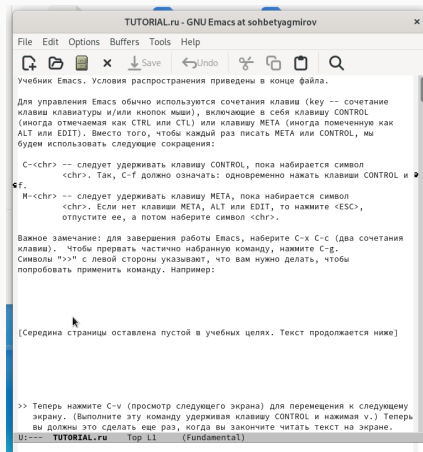 TUTORIAL.ru - GNU Emacs at sohbetyagmirov
×
File Edit Options Buffers Tools Help
Save Undo
Учебник Emacs. Условия распространения приведены в конце файла.
Для управления Emacs обычно используются сочетания клавиш (key -- сочетание
клавиш клавиатуры и/или кнопок мыши), включающие в себя клавишу CONTROL
(иногда отмечаемая как CTRL или CTL) или клавишу META (иногда помеченную как
ALT или EDIT). Вместо того, чтобы каждый раз писать META или CONTROL, мы
будем использовать следующие сокращения:
C-<chr> -- следует удерживать клавишу CONTROL, пока набирается символ
<chr>. Так, C-f должно означать: одновременно нажать клавиши CONTROL и
f.
M-<chr> -- следует удерживать клавишу META, пока набирается символ
<chr>. Если нет клавиши META, ALT или EDIT, то нажмите <ESC>,
отпустите ее, а потом наберите символ <chr>.
Важное замечание: для завершения работы Emacs, наберите C-x C-c (два сочетания
клавиш). Чтобы прервать частично набранную команду, нажмите C-g.
Символы ">>" с левой стороны указывают, что вам нужно делать, чтобы
попробовать применить команду. Например:
[Середина страницы оставлена пустой в учебных целях. Текст продолжается ниже]
>> Теперь нажмите C-v (просмотр следующего экрана) для перемещения к следующему
экрану. (Выполните эту команду удерживая клавишу CONTROL и нажимая v.) Теперь
вы должны это сделать еще раз, когда вы закончите читать текст на экране.
U:--- TUTORIAL.ru Top L1 (Fundamental)